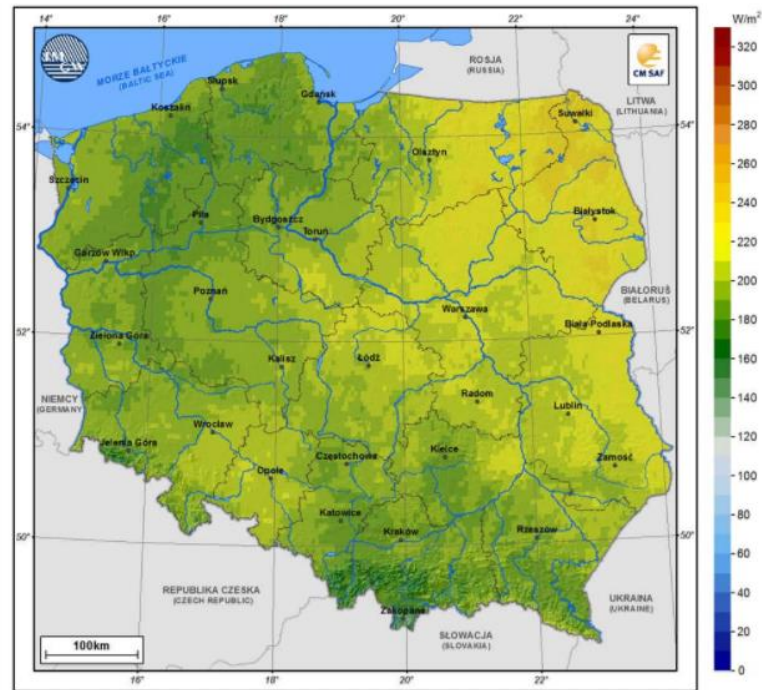 14° 16° 18° 20° 22° 24°
W/m²
MORZE BAŁTYCKIE
(BALTIC SEA)
ROSJA
(RUSSIA)
CM SAF
LITWA
(LITHUANIA)
Słupsk
Gdańsk
Koszalin
Suwałki
54° 54°
Olsztyn
Szczecin
Piła
Bydgoszcz
Toruń
Białystok
Gorzów Wlkp.
BIAŁORUŚ
(BELARUS)
Poznań
Warszawa
Biała Podlaska
52° 52°
Zielona Góra
Łódź
Kalisz
NIEMCY
(GERMANY
Radom
Lublin
Wrocław
Jelenia Góra
Kielce
Częstochowa
Zamość
Opole
Katowice
Kraków
Rzeszów
50° 50°
REPUBLIKA CZESKA
(CZECH REPUBLIC)
Zakopane
UKRAINA
(UKRAINE)
SŁOWACJA
(SLOVAKIA)
100km
16° 18° 20° 22°
320
300
280
260
240
220
200
180
160
140
120
100
80
60
40
20
0